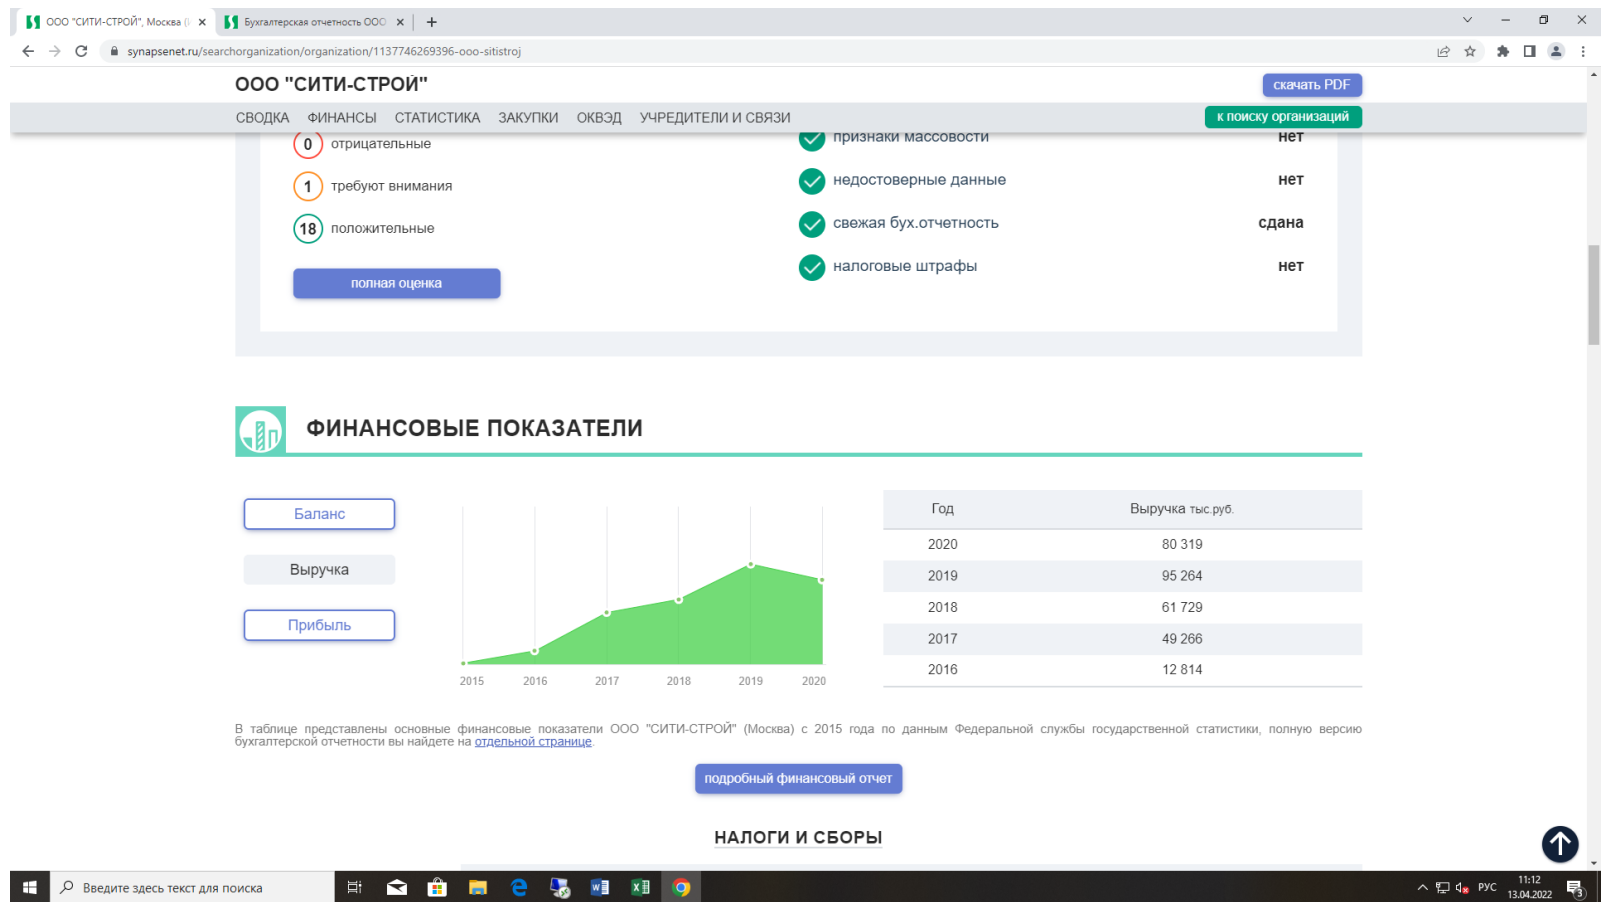 ООО "СИТИ-СТРОЙ", Москва (
Бухгалтерская отчетность ООО
synapsenet.ru/searchorganization/organization/1137746269396-ooo-sitistroj
ООО "СИТИ-СТРОЙ"
скачать PDF
СВОДКА ФИНАНСЫ СТАТИСТИКА ЗАКУПКИ ОКВЭД УЧРЕДИТЕЛИ И СВЯЗИ
к поиску организаций
0 отрицательные
признаки массовости нет
1 требуют внимания
недостоверные данные нет
18 положительные
свежая бух.отчетность сдана
налоговые штрафы нет
полная оценка
ФИНАНСОВЫЕ ПОКАЗАТЕЛИ
Баланс
Выручка
Прибыль
2015 2016 2017 2018 2019 2020
Год Выручка тыс.руб.
2020 80 319
2019 95 264
2018 61 729
2017 49 266
2016 12 814
В таблице представлены основные финансовые показатели ООО "СИТИ-СТРОЙ" (Москва) с 2015 года по данным Федеральной службы государственной статистики, полную версию
бухгалтерской отчетности вы найдете на отдельной странице.
подробный финансовый отчет
НАЛОГИ И СБОРЫ
Введите здесь текст для поиска
РУС
11:12
13.04.2022
3